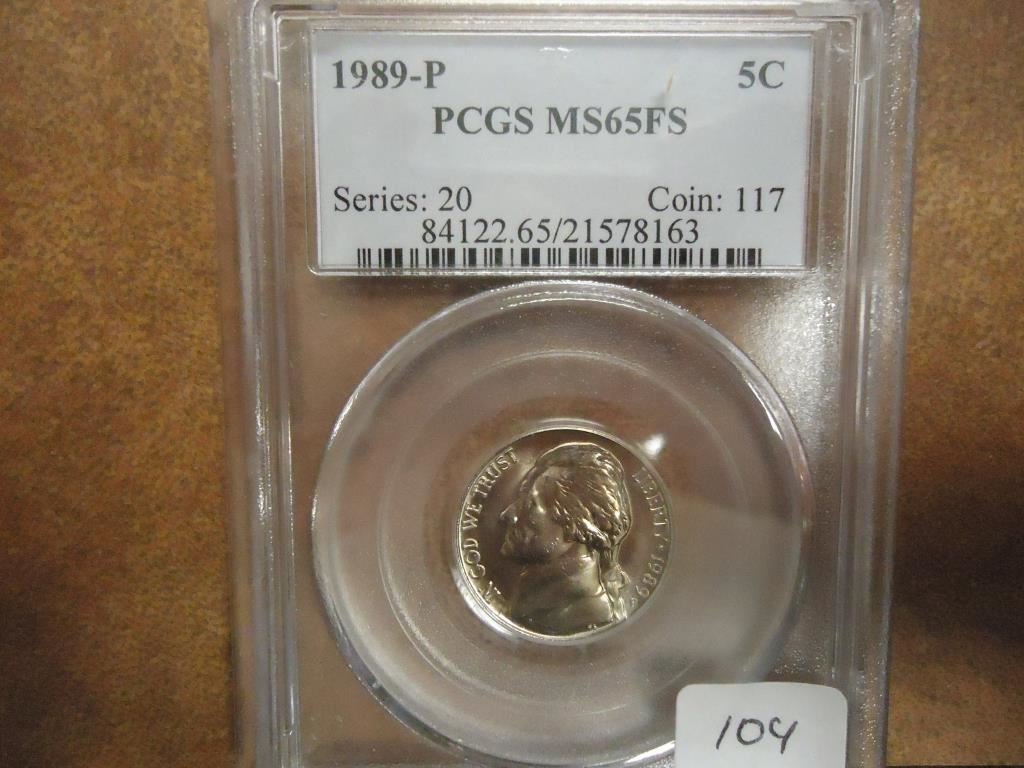 1989-P 5C
PCGS MS65FS
Series: 20 Coin: 117
84122.65/21578163
IN GOD WE TRUST
LIBERTY · 1989
104